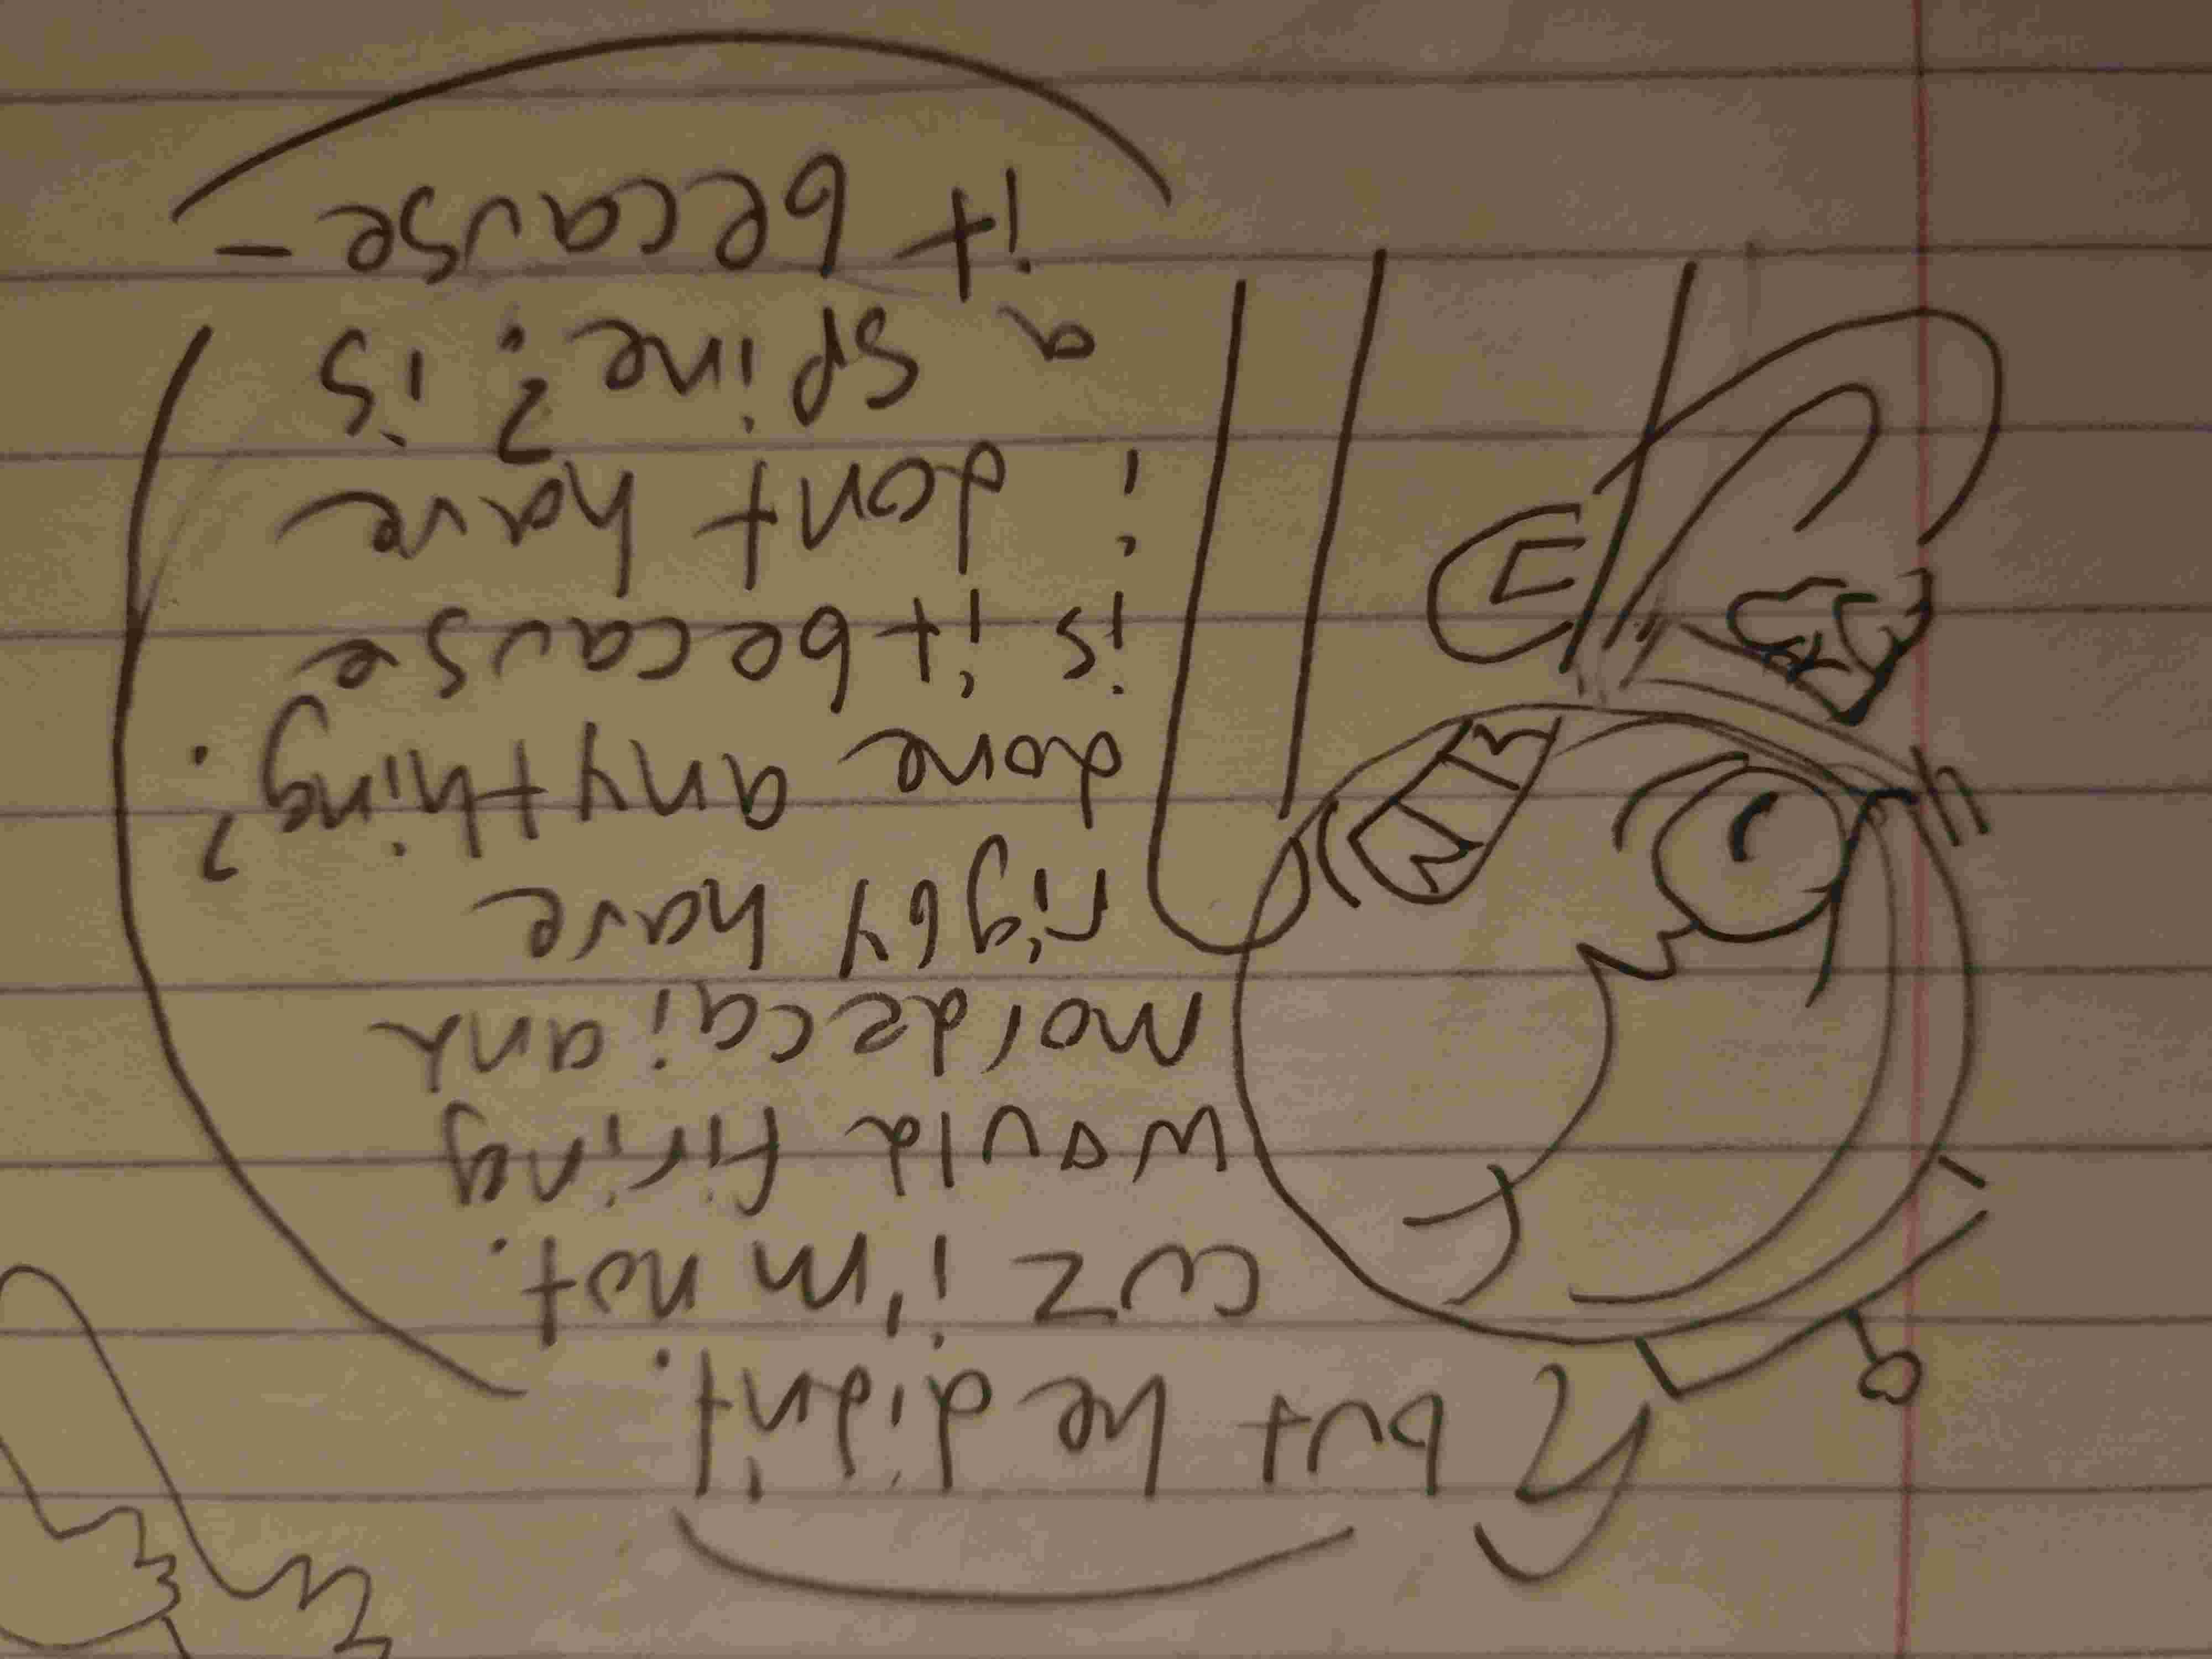 but he didn't.
cuz i'm not.
would firing
mordecai and
rigby have
done anything?
is it because
i dont have
a spine? is
it because-